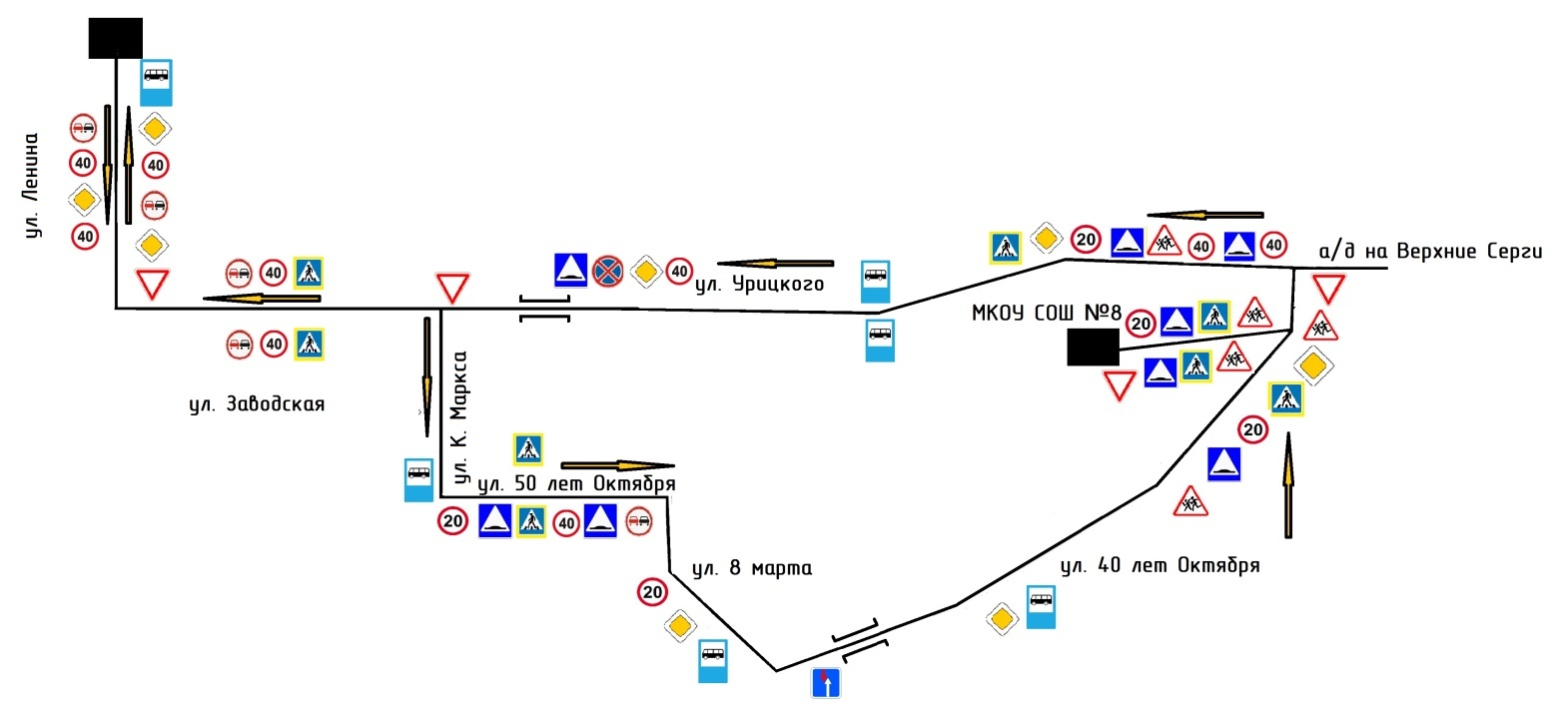 ул. Ленина
40
40
40
40
20
40
40
а/д на Верхние Серги
40
ул. Урицкого
МКОУ СОШ №8
20
40
ул. Заводская
ул. К. Маркса
20
ул. 50 лет Октября
20
40
ул. 8 марта
ул. 40 лет Октября
20